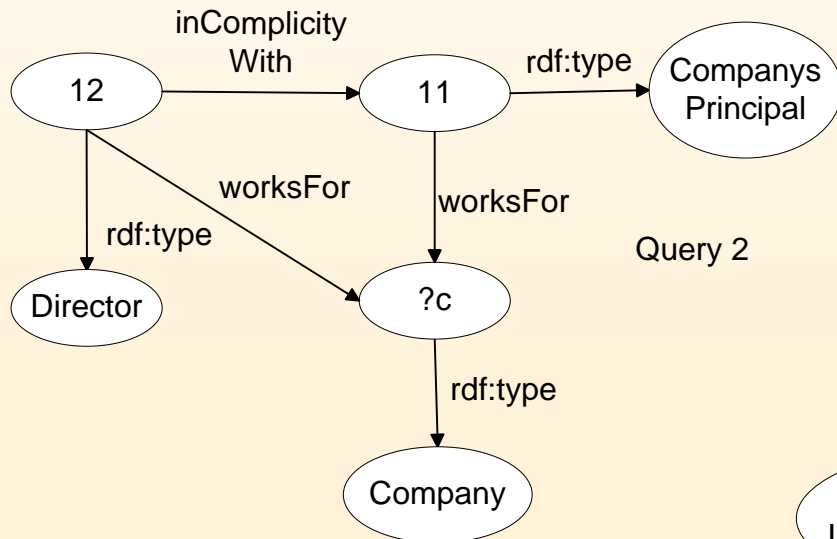 inComplicity
With
12
11
rdf:type
Companys
Principal
worksFor
worksFor
rdf:type
Query 2
Director
?c
rdf:type
Company